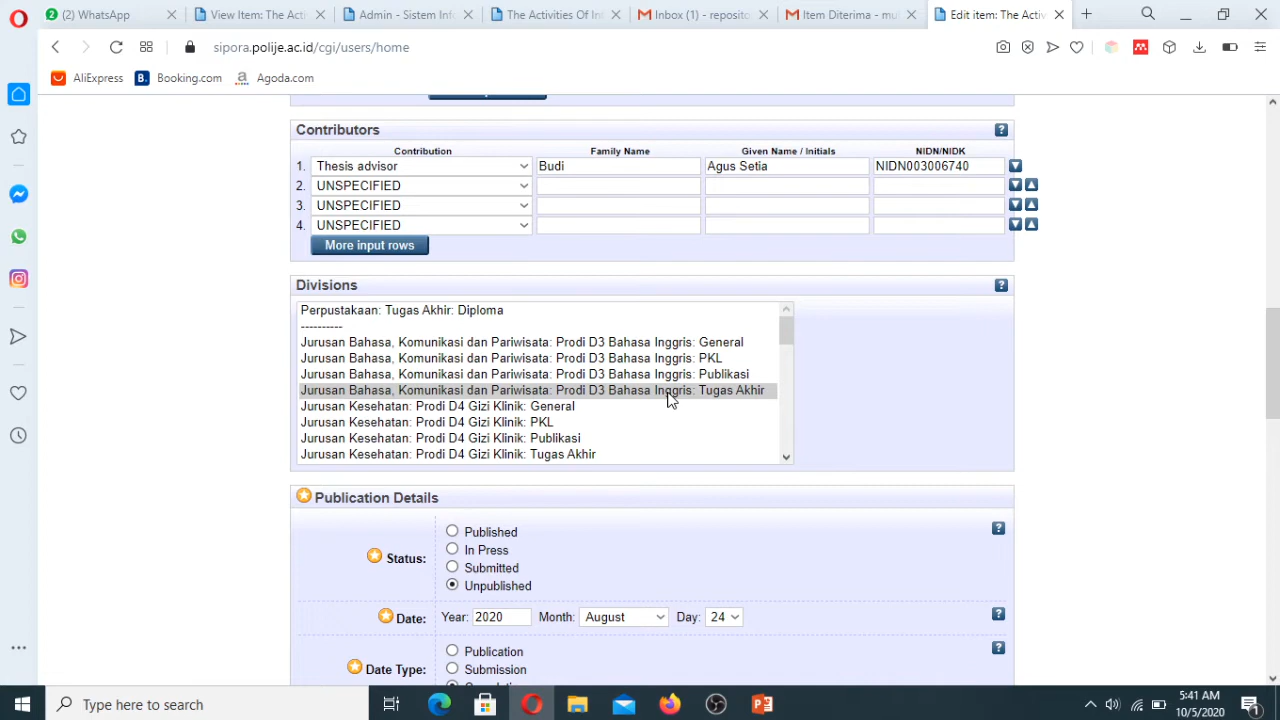 (2) WhatsApp
View Item: The Acti
Admin - Sistem Info
The Activities Of In
Inbox (1) - reposito
Item Diterima - mu
Edit item: The Activ
sipora.polije.ac.id/cgi/users/home
AliExpress
Booking.com
Agoda.com
Contributors
Contribution Family Name Given Name / Initials NIDN/NIDK
1. Thesis advisor Budi Agus Setia NIDN003006740
2. UNSPECIFIED
3. UNSPECIFIED
4. UNSPECIFIED
More input rows
Divisions
Perpustakaan: Tugas Akhir: Diploma
----------
Jurusan Bahasa, Komunikasi dan Pariwisata: Prodi D3 Bahasa Inggris: General
Jurusan Bahasa, Komunikasi dan Pariwisata: Prodi D3 Bahasa Inggris: PKL
Jurusan Bahasa, Komunikasi dan Pariwisata: Prodi D3 Bahasa Inggris: Publikasi
Jurusan Bahasa, Komunikasi dan Pariwisata: Prodi D3 Bahasa Inggris: Tugas Akhir
Jurusan Kesehatan: Prodi D4 Gizi Klinik: General
Jurusan Kesehatan: Prodi D4 Gizi Klinik: PKL
Jurusan Kesehatan: Prodi D4 Gizi Klinik: Publikasi
Jurusan Kesehatan: Prodi D4 Gizi Klinik: Tugas Akhir
Publication Details
Status:
Published
In Press
Submitted
Unpublished
Date: Year: 2020 Month: August Day: 24
Date Type:
Publication
Submission
Type here to search
5:41 AM
10/5/2020